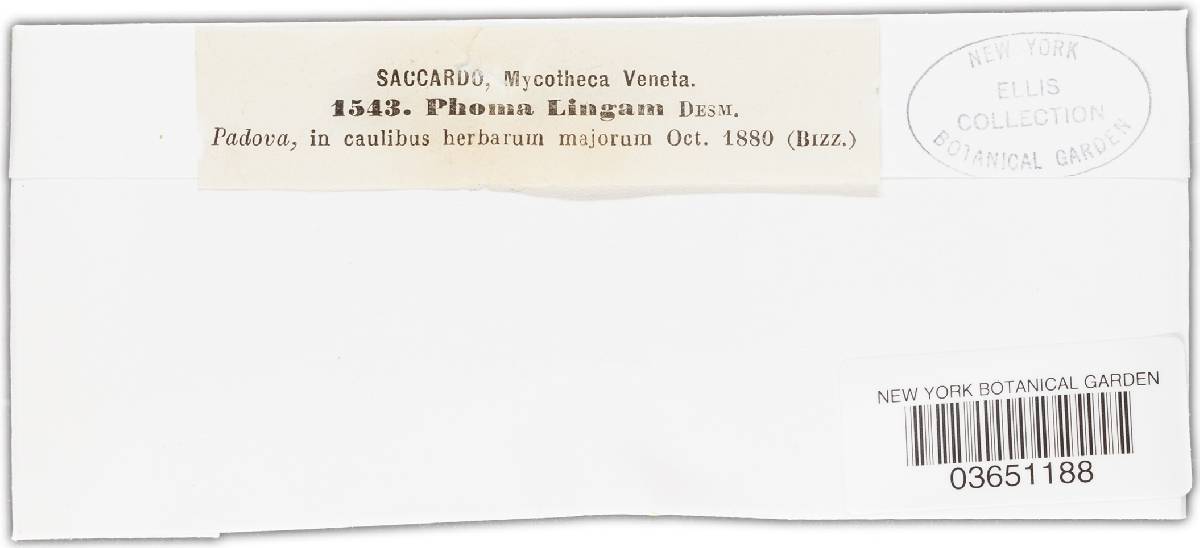 SACCARDO, Mycotheca Veneta.
1543. Phoma Lingam DESM.
Padova, in caulibus herbarum majorum Oct. 1880 (BIZZ.)
NEW YORK
ELLIS
COLLECTION
BOTANICAL GARDEN
NEW YORK BOTANICAL GARDEN
03651188